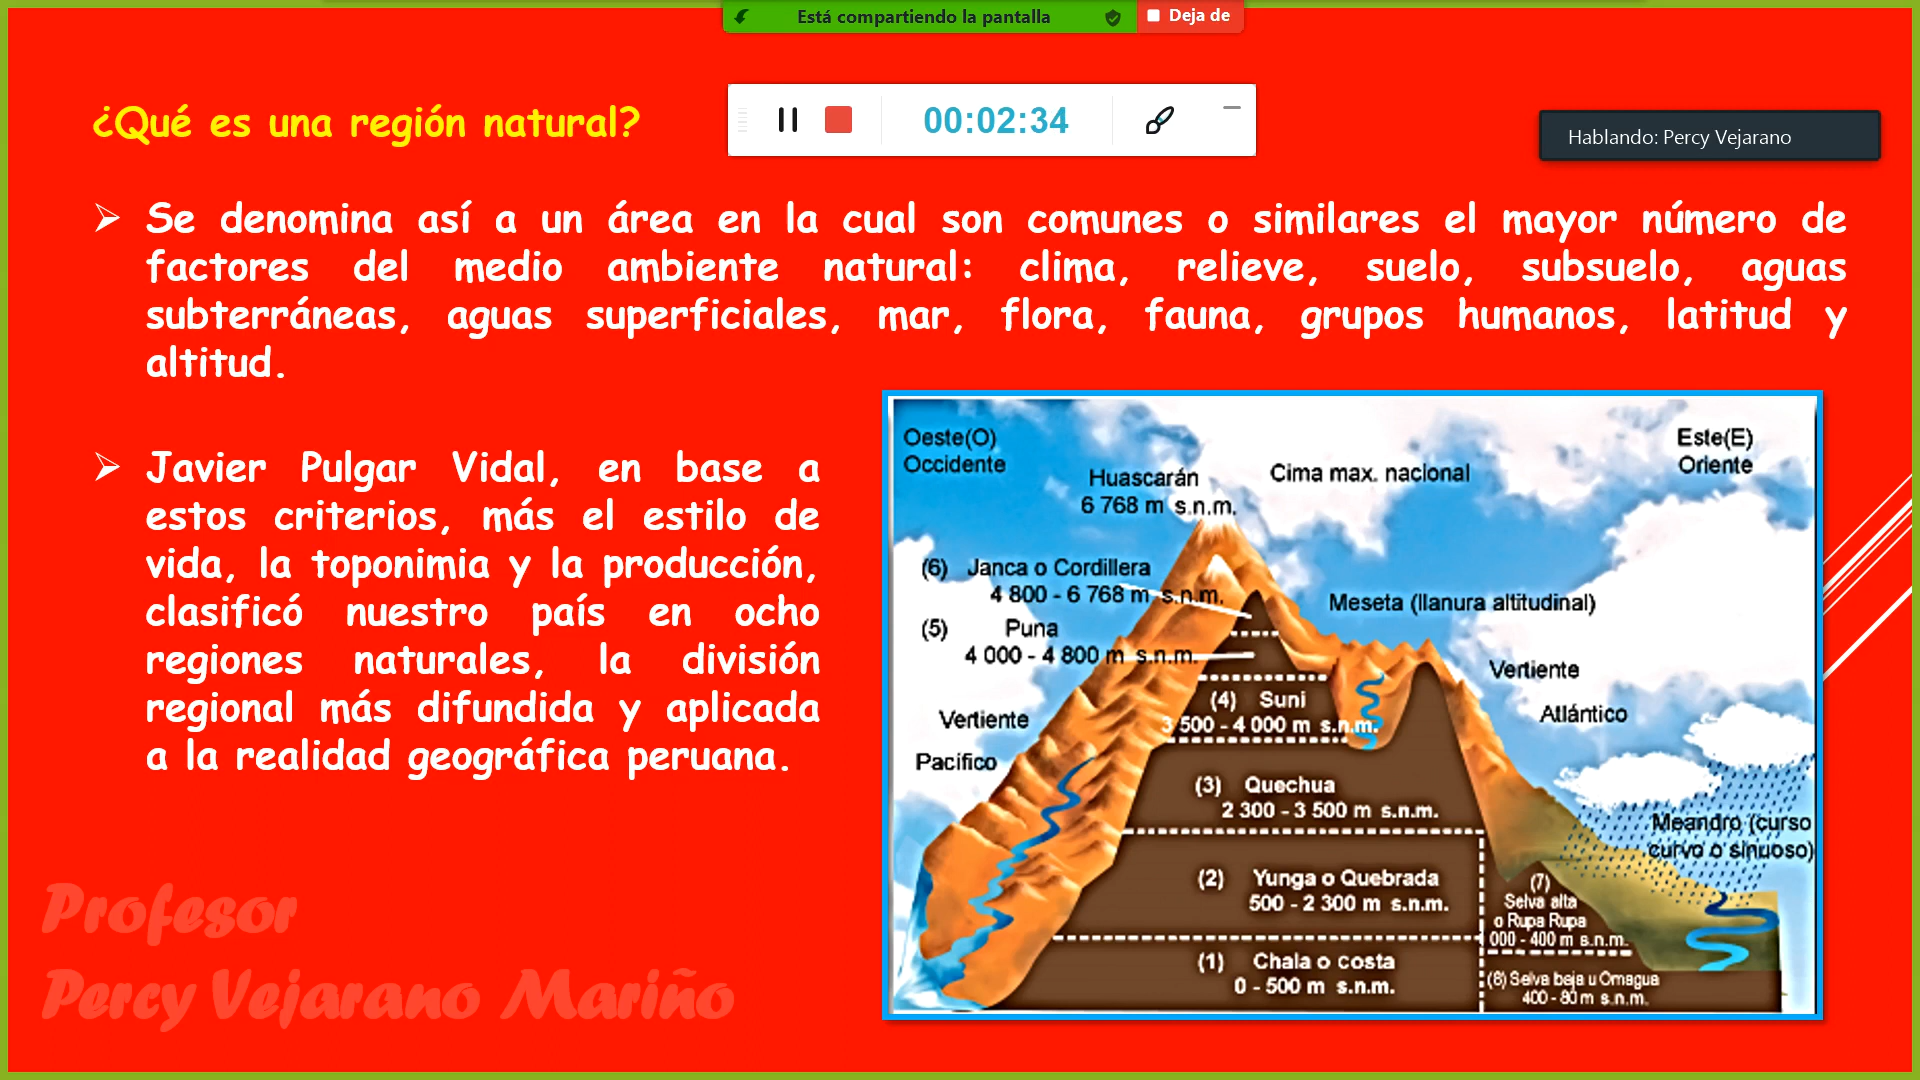 Está compartiendo la pantalla
Deja de
¿Qué es una región natural?
00:02:34
Hablando: Percy Vejarano
Se denomina así a un área en la cual son comunes o similares el mayor número de
factores del medio ambiente natural: clima, relieve, suelo, subsuelo, aguas
subterráneas, aguas superficiales, mar, flora, fauna, grupos humanos, latitud y
altitud.
Javier Pulgar Vidal, en base a
estos criterios, más el estilo de
vida, la toponimia y la producción,
clasificó nuestro país en ocho
regiones naturales, la división
regional más difundida y aplicada
a la realidad geográfica peruana.
Oeste(O)
Occidente
Huascarán
6 768 m s.n.m.
Cima max. nacional
Este(E)
Oriente
(6) Janca o Cordillera
4 800 - 6 768 m s.n.m.
(5) Puna
4 000 - 4 800 m s.n.m.
Meseta (llanura altitudinal)
Vertiente
Atlántico
(4) Suni
3 500 - 4 000 m s.n.m.
Vertiente
Pacífico
(3) Quechua
2 300 - 3 500 m s.n.m.
Meandro (curso
curvo o sinuoso)
(2) Yunga o Quebrada
500 - 2 300 m s.n.m.
(7)
Selva alta
o Rupa Rupa
000 - 400 m s.n.m.
(1) Chala o costa
0 - 500 m s.n.m.
(8) Selva baja u Omagua
400 - 80 m s.n.m.
Profesor
Percy Vejarano Mariño